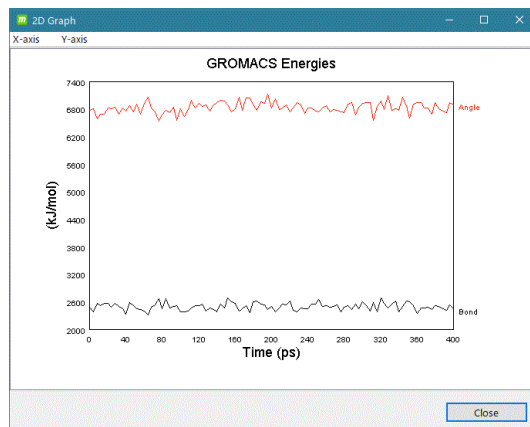 2D Graph
X-axis Y-axis
GROMACS Energies
7400
6800
6200
5600
5000
4400
3800
3200
2600
2000
(kJ/mol)
Angle
Bond
0 40 80 120 160 200 240 280 320 360 400
Time (ps)
Close